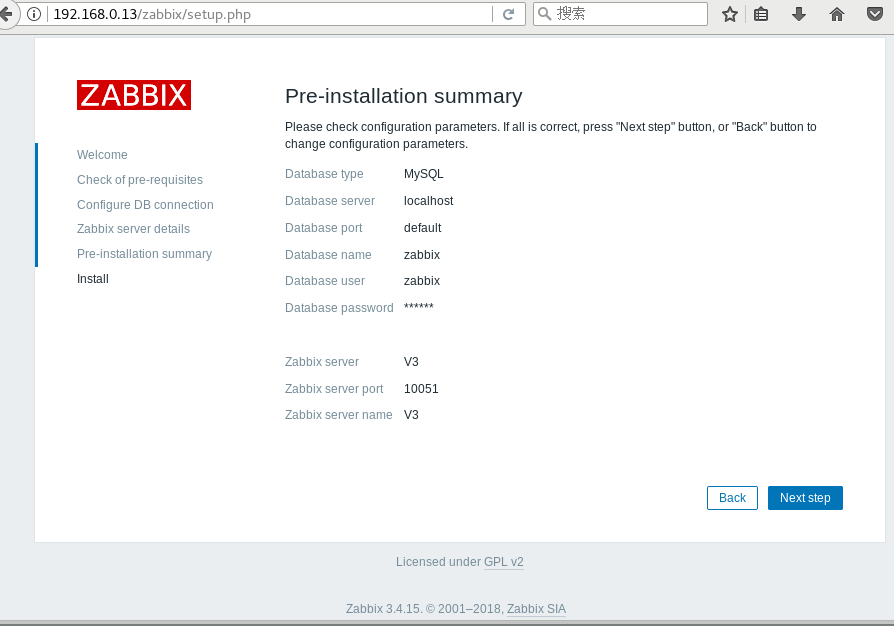 192.168.0.13/zabbix/setup.php
搜索
ZABBIX
Welcome
Check of pre-requisites
Configure DB connection
Zabbix server details
Pre-installation summary
Install
Pre-installation summary
Please check configuration parameters. If all is correct, press "Next step" button, or "Back" button to
change configuration parameters.
Database type MySQL
Database server localhost
Database port default
Database name zabbix
Database user zabbix
Database password ******
Zabbix server V3
Zabbix server port 10051
Zabbix server name V3
Back Next step
Licensed under GPL v2
Zabbix 3.4.15. © 2001–2018, Zabbix SIA